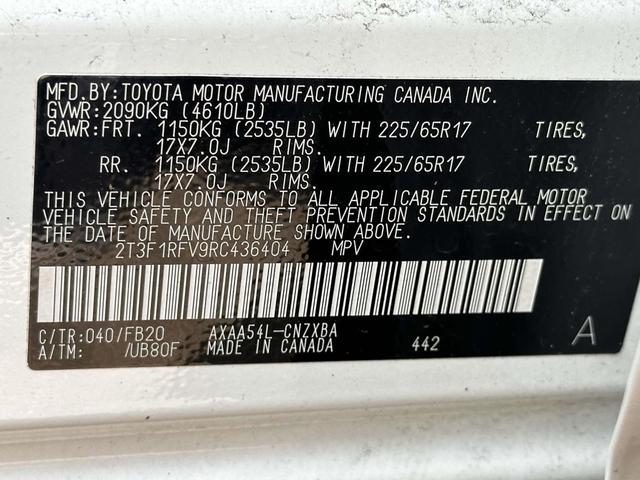 MFD.BY:TOYOTA MOTOR MANUFACTURING CANADA INC.
GVWR:2090KG (4610LB)
GAWR:FRT. 1150KG (2535LB) WITH 225/65R17 TIRES,
17X7.0J RIMS.
RR. 1150KG (2535LB) WITH 225/65R17 TIRES,
17X7.0J RIMS.
THIS VEHICLE CONFORMS TO ALL APPLICABLE FEDERAL MOTOR
VEHICLE SAFETY AND THEFT PREVENTION STANDARDS IN EFFECT ON
THE DATE OF MANUFACTURE SHOWN ABOVE.
2T3F1RFV9RC436404 MPV
C/TR:040/FB20 AXAA54L-CNZXBA A
A/TM: /UB80F MADE IN CANADA 442